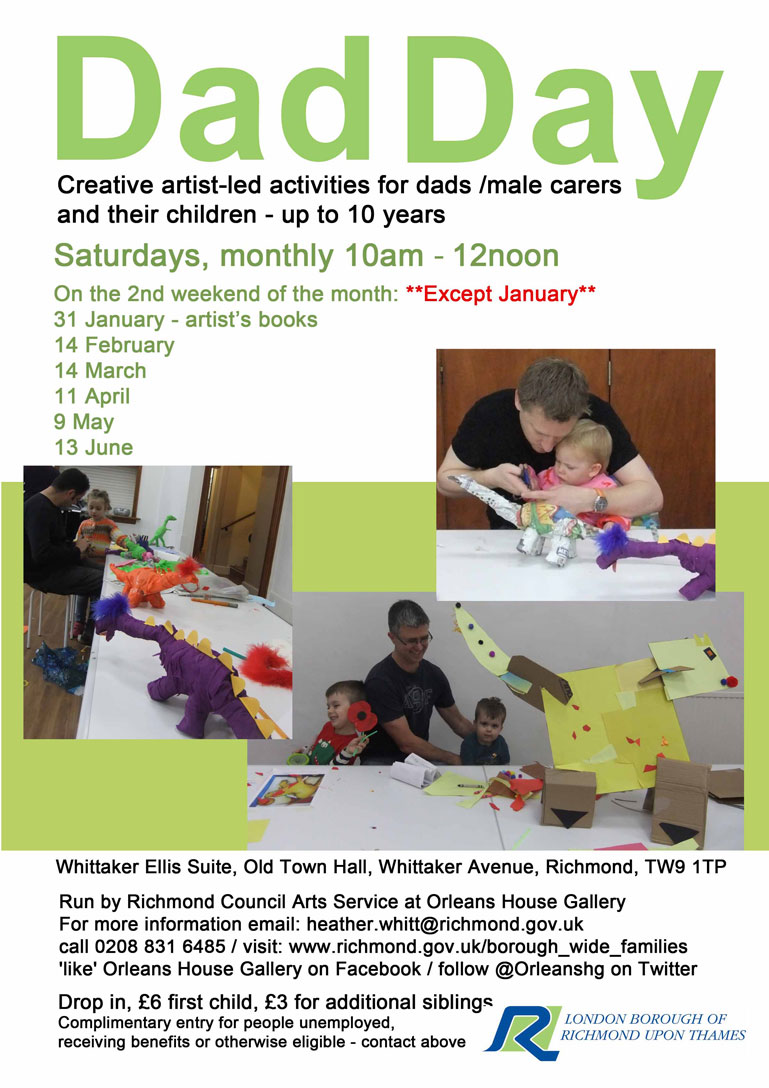 Dad Day
Creative artist-led activities for dads /male carers
and their children - up to 10 years
Saturdays, monthly 10am - 12noon
On the 2nd weekend of the month: **Except January**
31 January - artist's books
14 February
14 March
11 April
9 May
13 June
Whittaker Ellis Suite, Old Town Hall, Whittaker Avenue, Richmond, TW9 1TP
Run by Richmond Council Arts Service at Orleans House Gallery
For more information email: heather.whitt@richmond.gov.uk
call 0208 831 6485 / visit: www.richmond.gov.uk/borough_wide_families
'like' Orleans House Gallery on Facebook / follow @Orleanshg on Twitter
Drop in, £6 first child, £3 for additional siblings
Complimentary entry for people unemployed,
receiving benefits or otherwise eligible - contact above
LONDON BOROUGH OF
RICHMOND UPON THAMES